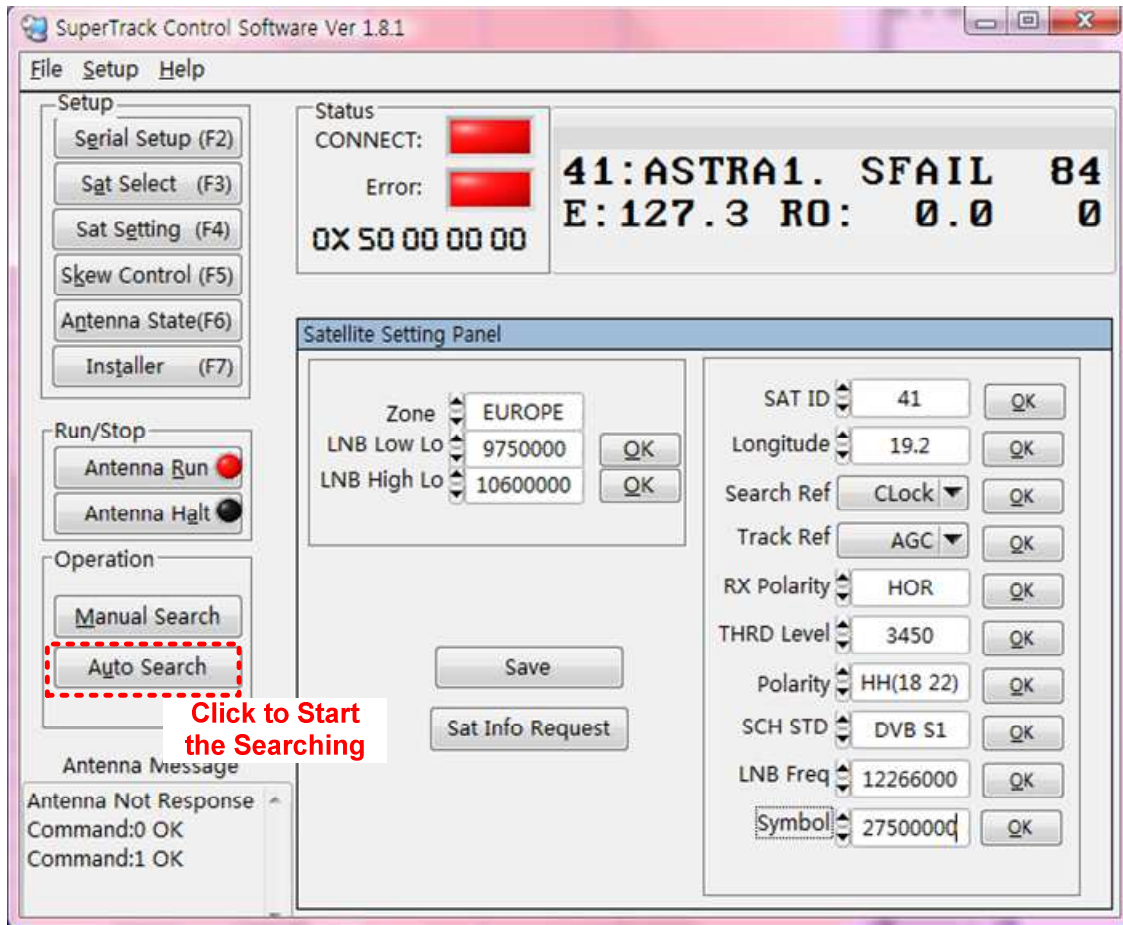 SuperTrack Control Software Ver 1.8.1
File Setup Help
Setup
Serial Setup (F2)
Sat Select (F3)
Sat Setting (F4)
Skew Control (F5)
Antenna State(F6)
Installer (F7)
Run/Stop
Antenna Run
Antenna Halt
Operation
Manual Search
Auto Search
Click to Start
the Searching
Antenna Message
Antenna Not Response
Command:0 OK
Command:1 OK
Status
CONNECT:
Error:
0X 50 00 00 00
41:ASTRA1. SFAIL 84
E:127.3 RO: 0.0 0
Satellite Setting Panel
Zone EUROPE
LNB Low Lo 9750000 OK
LNB High Lo 10600000 OK
Save
Sat Info Request
SAT ID 41 OK
Longitude 19.2 OK
Search Ref CLock OK
Track Ref AGC OK
RX Polarity HOR OK
THRD Level 3450 OK
Polarity HH(18 22) OK
SCH STD DVB S1 OK
LNB Freq 12266000 OK
Symbol 27500000 OK